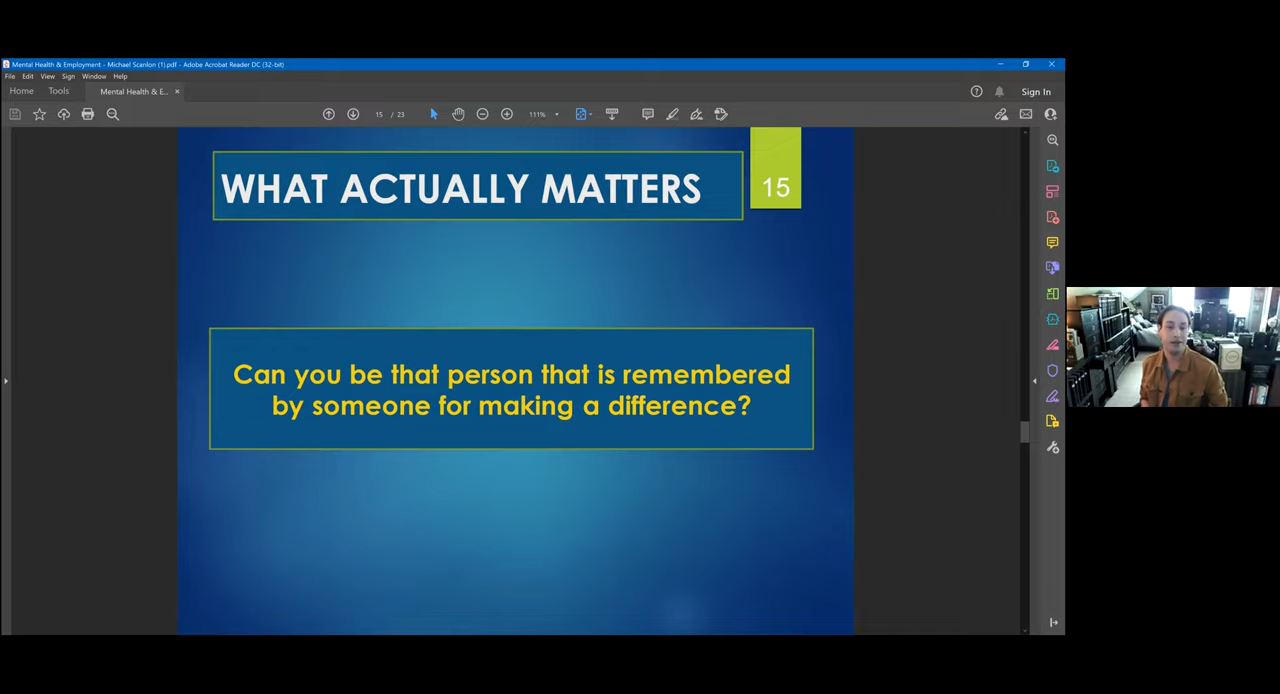 Mental Health & Employment - Michael Scanlon (1).pdf - Adobe Acrobat Reader DC (32-bit)
File Edit View Sign Window Help
Home Tools Mental Health & E... × Sign In
15 / 23 111%
WHAT ACTUALLY MATTERS
15
Can you be that person that is remembered
by someone for making a difference?